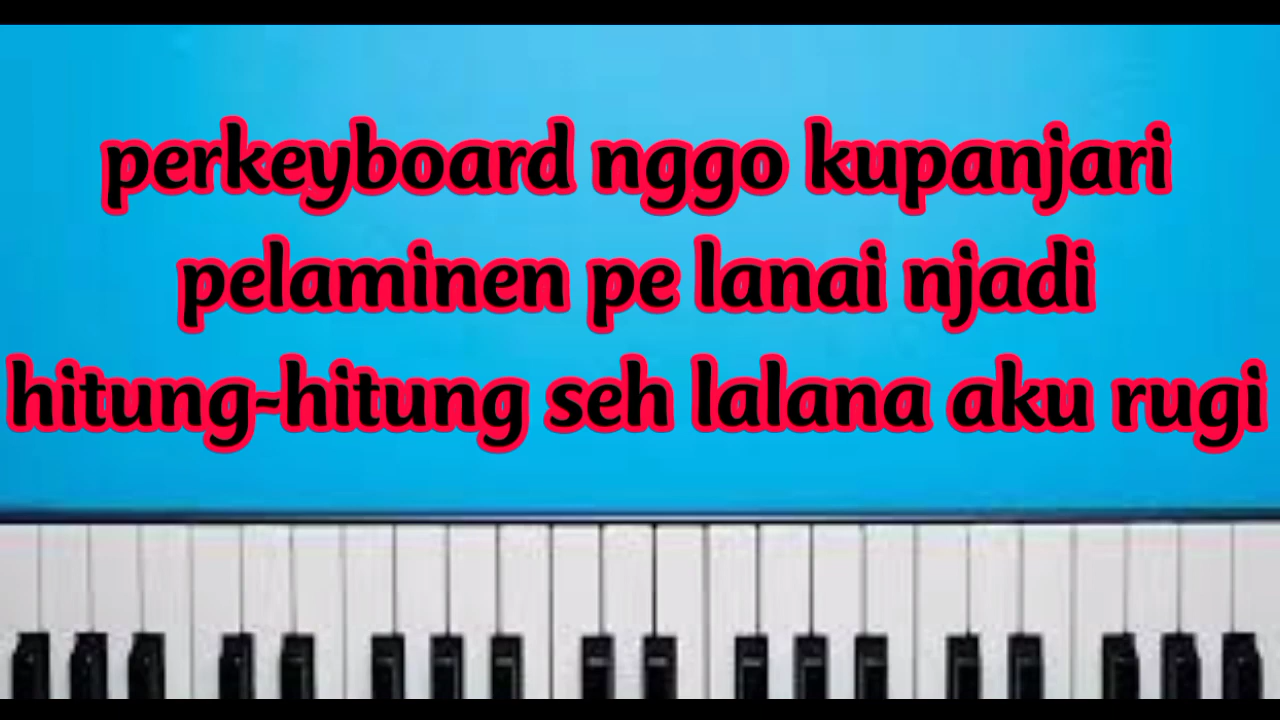 perkeyboard nggo kupanjari
pelaminen pe lanai njadi
hitung-hitung seh lalana aku rugi